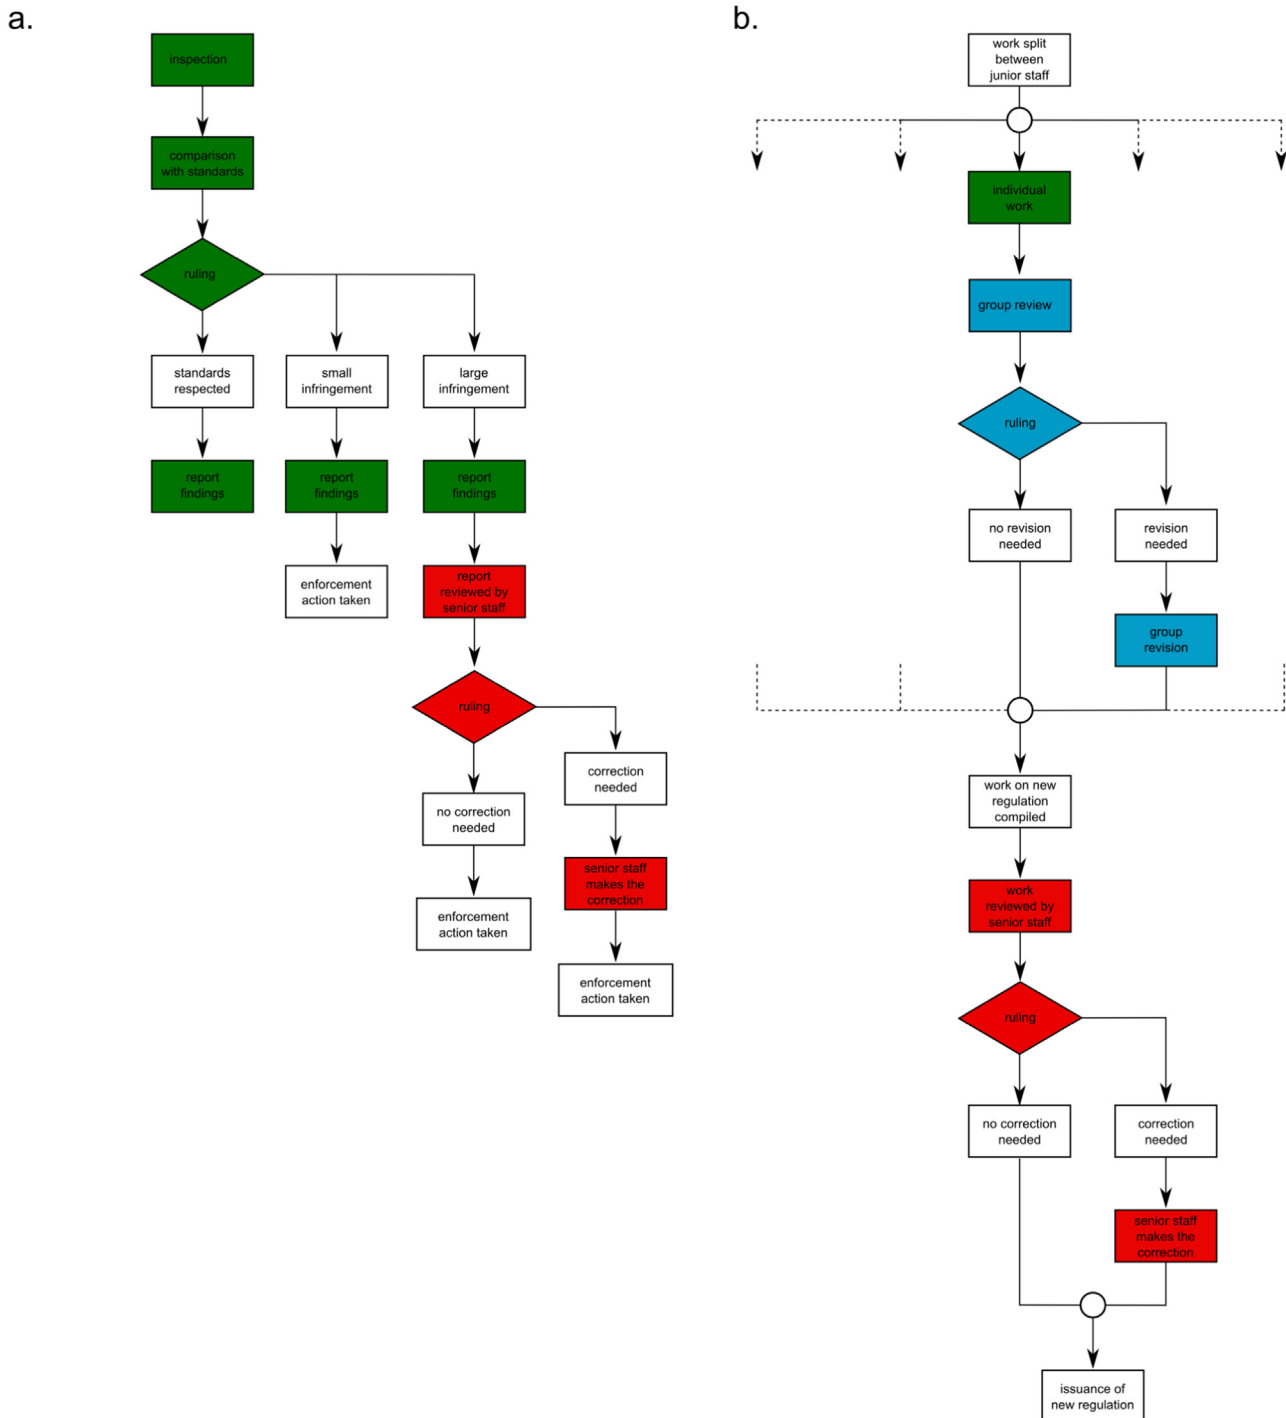 a.
inspection
comparison
with standards
ruling
standards
respected
small
infringement
large
infringement
report
findings
report
findings
report
findings
enforcement
action taken
report
reviewed by
senior staff
ruling
correction
needed
no correction
needed
senior staff
makes the
correction
enforcement
action taken
enforcement
action taken
b.
work split
between
junior staff
individual
work
group review
ruling
no revision
needed
revision
needed
group
revision
work on new
regulation
compiled
work
reviewed by
senior staff
ruling
no correction
needed
correction
needed
senior staff
makes the
correction
issuance of
new regulation